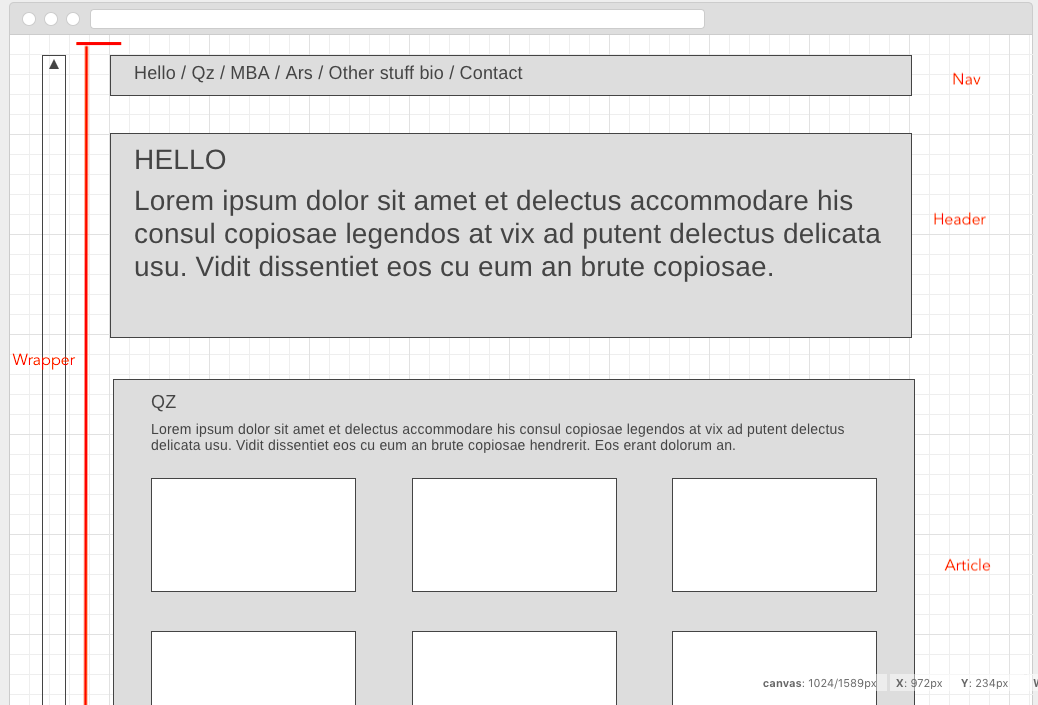 Hello / Qz / MBA / Ars / Other stuff bio / Contact
Nav
HELLO
Lorem ipsum dolor sit amet et delectus accommodare his
consul copiosae legendos at vix ad putent delectus delicata
usu. Vidit dissentiet eos cu eum an brute copiosae.
Header
Wrapper
QZ
Lorem ipsum dolor sit amet et delectus accommodare his consul copiosae legendos at vix ad putent delectus
delicata usu. Vidit dissentiet eos cu eum an brute copiosae hendrerit. Eos erant dolorum an.
Article
canvas: 1024/1589px X: 972px Y: 234px